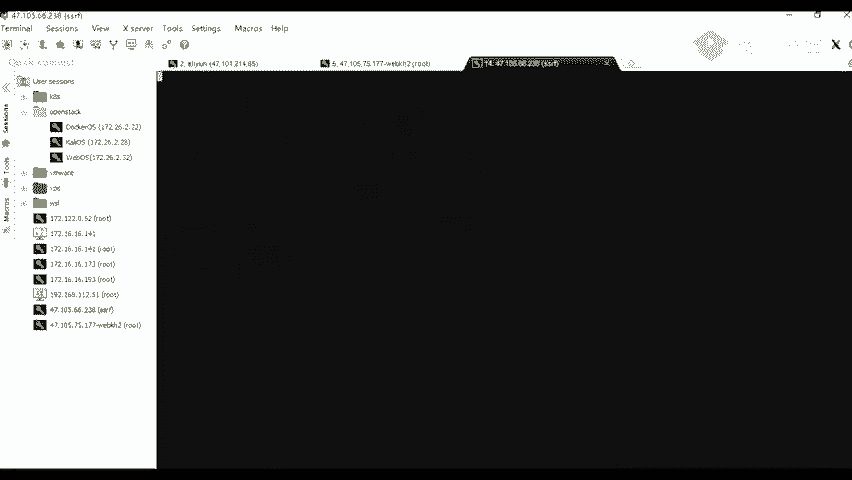 47.105.66.238 (ssrf)
Terminal Sessions View X server Tools Settings Macros Help
Quick connect
2. aliyun (47.101.214.85)
5. 47.105.75.177-webkh2 (root)
14. 47.105.66.238 (ssrf)
User sessions
k8s
openstack
DockerOS (172.26.2.22)
KaliOS (172.26.2.28)
WebOS(172.26.2.32)
vmware
vps
wsl
172.122.0.52 (root)
172.16.16.141
172.16.16.141 (root)
172.16.16.173 (root)
172.16.16.193 (root)
192.168.112.51 (root)
47.105.66.238 (ssrf)
47.105.75.177-webkh2 (root)
Sessions
Tools
Macros